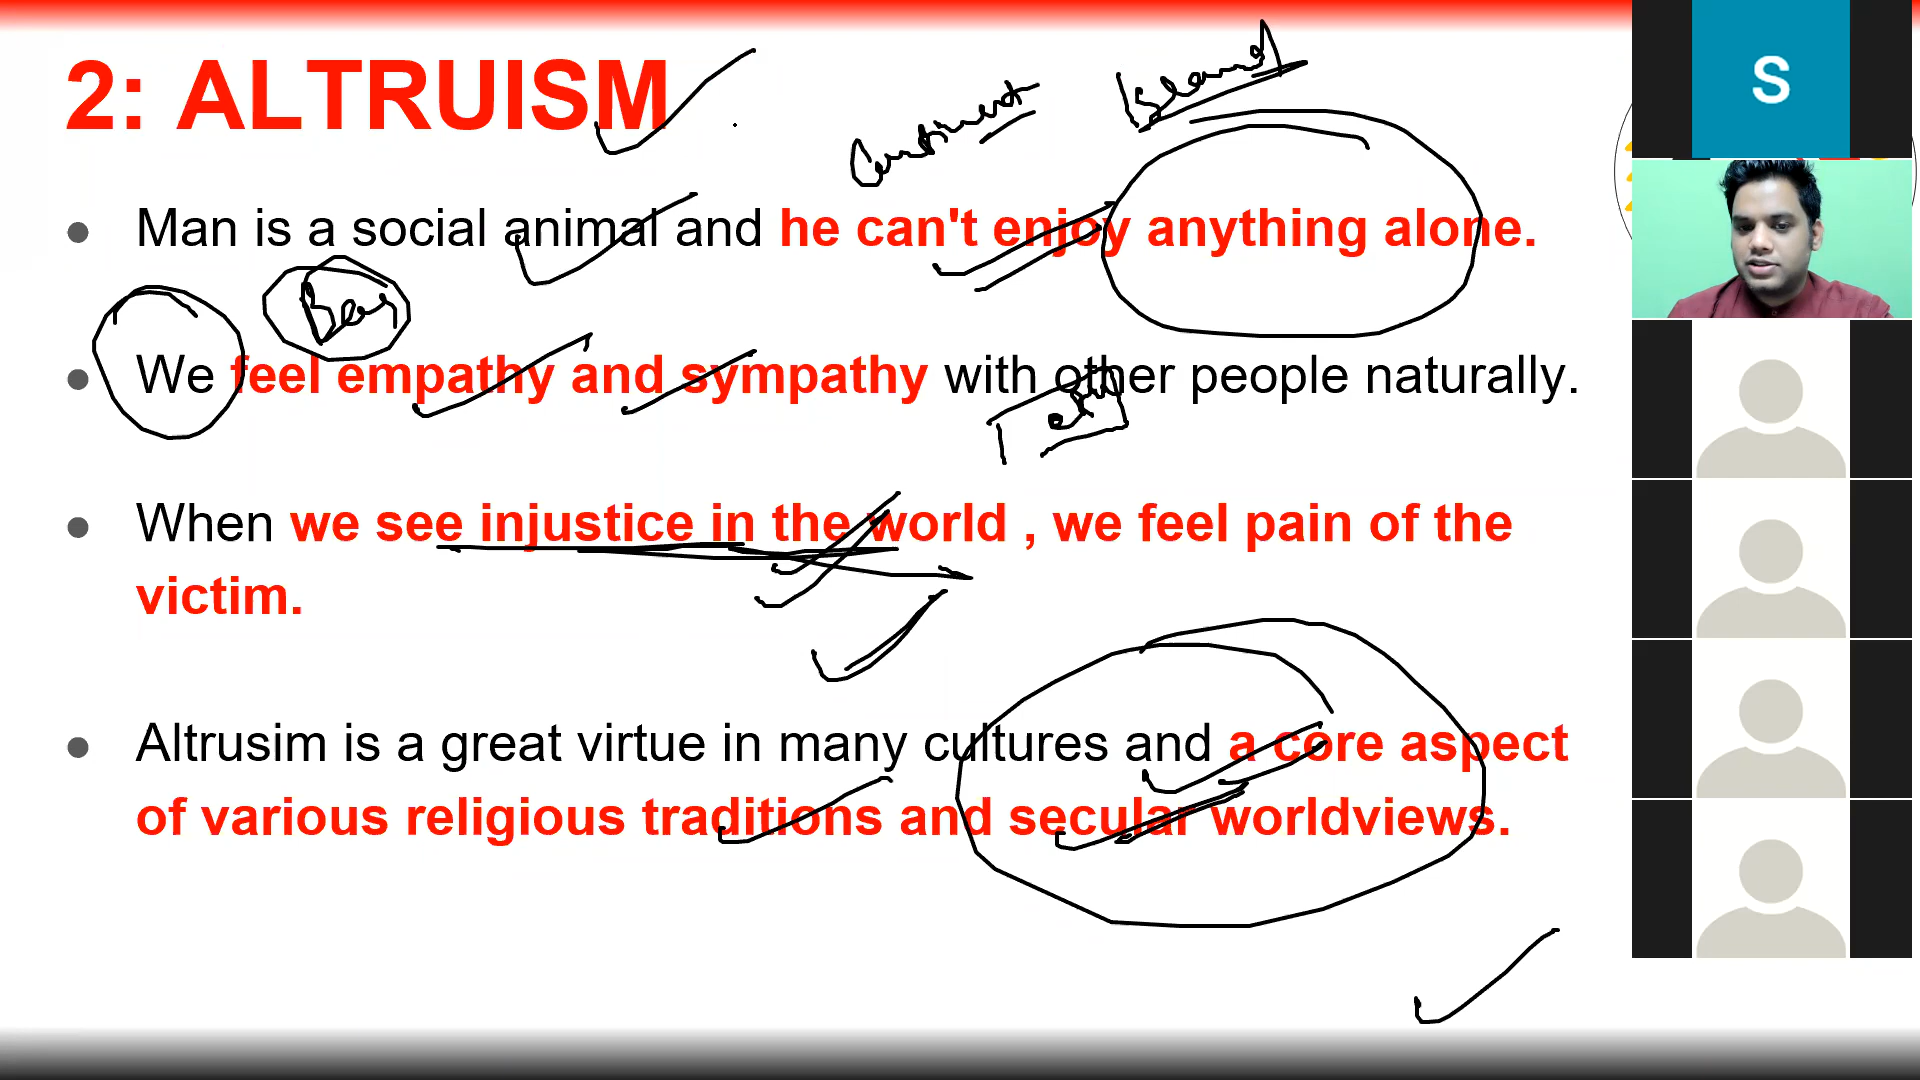 2: ALTRUISM
Continent
Island
S
Man is a social animal and he can't enjoy anything alone.
We feel empathy and sympathy with other people naturally.
When we see injustice in the world , we feel pain of the
victim.
Altrusim is a great virtue in many cultures and a core aspect
of various religious traditions and secular worldviews.